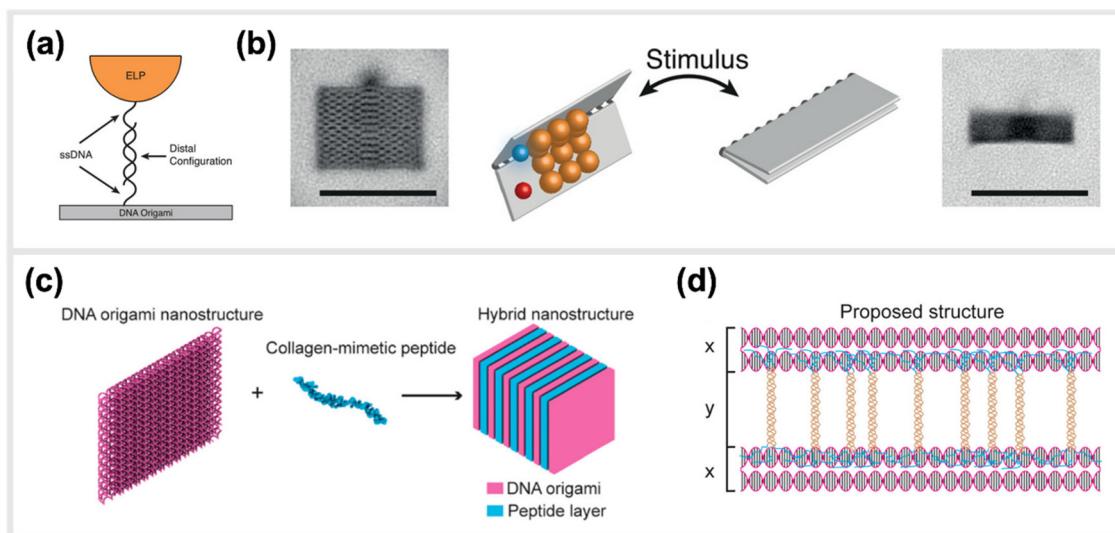 (a)
ELP
ssDNA
Distal
Configuration
DNA Origami
(b)
Stimulus
(c)
DNA origami nanostructure
+
Collagen-mimetic peptide
Hybrid nanostructure
DNA origami
Peptide layer
(d)
Proposed structure
x
y
x